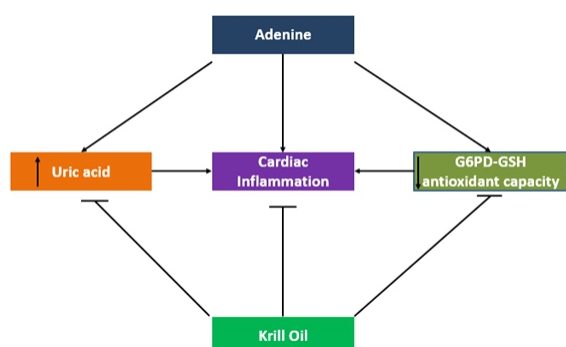 Adenine
Uric acid
Cardiac
Inflammation
G6PD-GSH
antioxidant capacity
Krill Oil